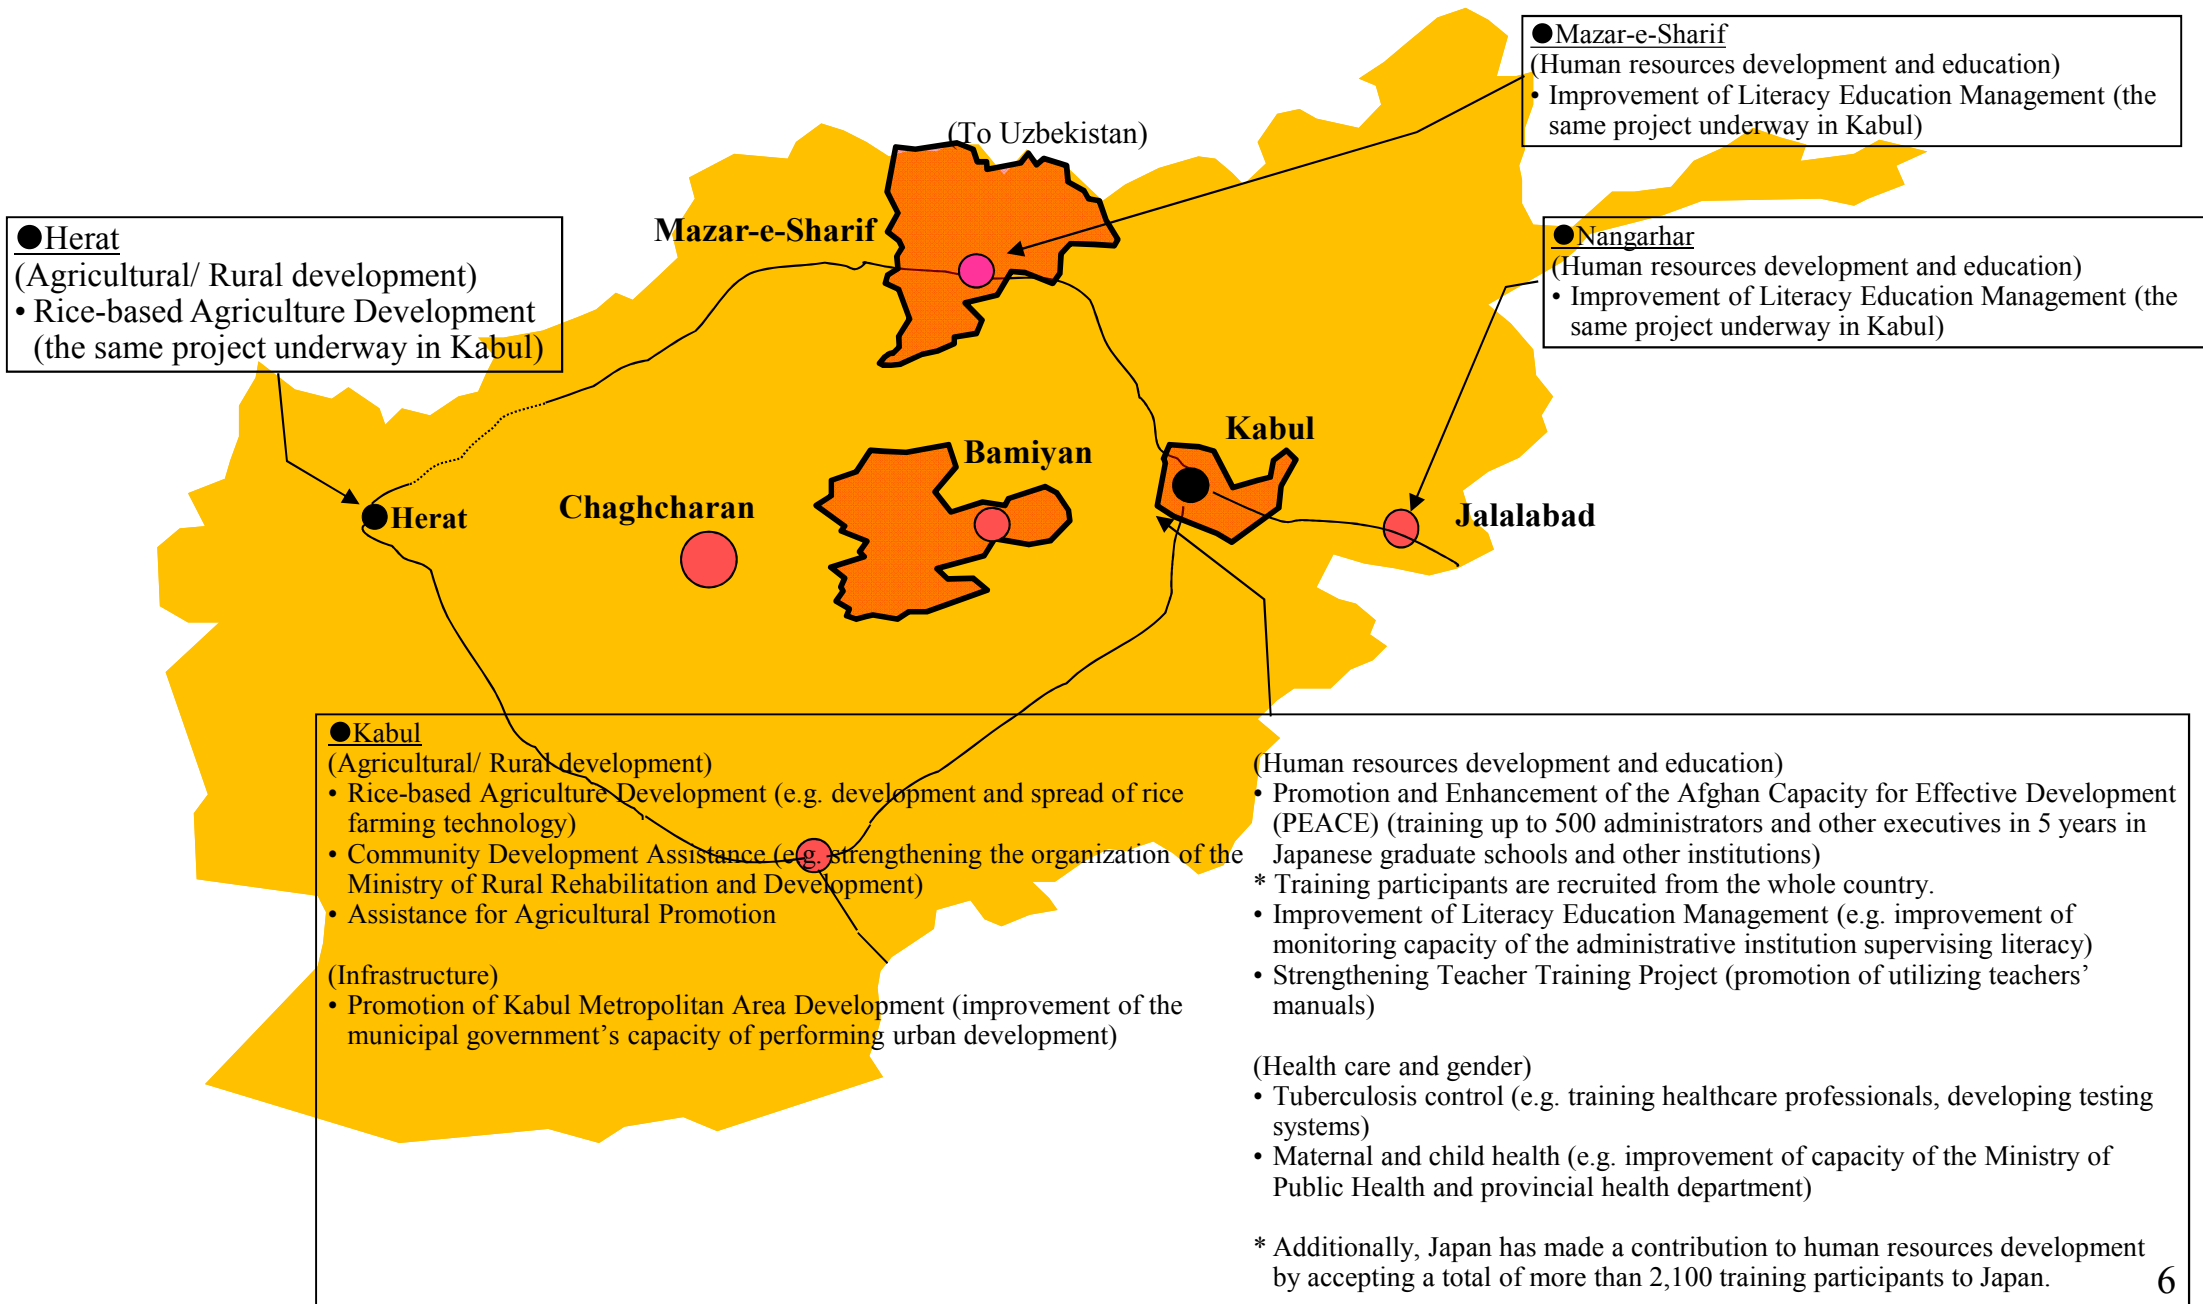 ●Mazar-e-Sharif
(Human resources development and education)
• Improvement of Literacy Education Management (the
same project underway in Kabul)
(To Uzbekistan)
Mazar-e-Sharif
●Herat
(Agricultural/ Rural development)
• Rice-based Agriculture Development
(the same project underway in Kabul)
●Nangarhar
(Human resources development and education)
• Improvement of Literacy Education Management (the
same project underway in Kabul)
Kabul
Bamiyan
Chaghcharan
Herat
Jalalabad
●Kabul
(Agricultural/ Rural development)
• Rice-based Agriculture Development (e.g. development and spread of rice
farming technology)
• Community Development Assistance (e.g. strengthening the organization of the
Ministry of Rural Rehabilitation and Development)
• Assistance for Agricultural Promotion
(Infrastructure)
• Promotion of Kabul Metropolitan Area Development (improvement of the
municipal government’s capacity of performing urban development)
(Human resources development and education)
• Promotion and Enhancement of the Afghan Capacity for Effective Development
(PEACE) (training up to 500 administrators and other executives in 5 years in
Japanese graduate schools and other institutions)
* Training participants are recruited from the whole country.
• Improvement of Literacy Education Management (e.g. improvement of
monitoring capacity of the administrative institution supervising literacy)
• Strengthening Teacher Training Project (promotion of utilizing teachers’
manuals)
(Health care and gender)
• Tuberculosis control (e.g. training healthcare professionals, developing testing
systems)
• Maternal and child health (e.g. improvement of capacity of the Ministry of
Public Health and provincial health department)
* Additionally, Japan has made a contribution to human resources development
by accepting a total of more than 2,100 training participants to Japan.
6